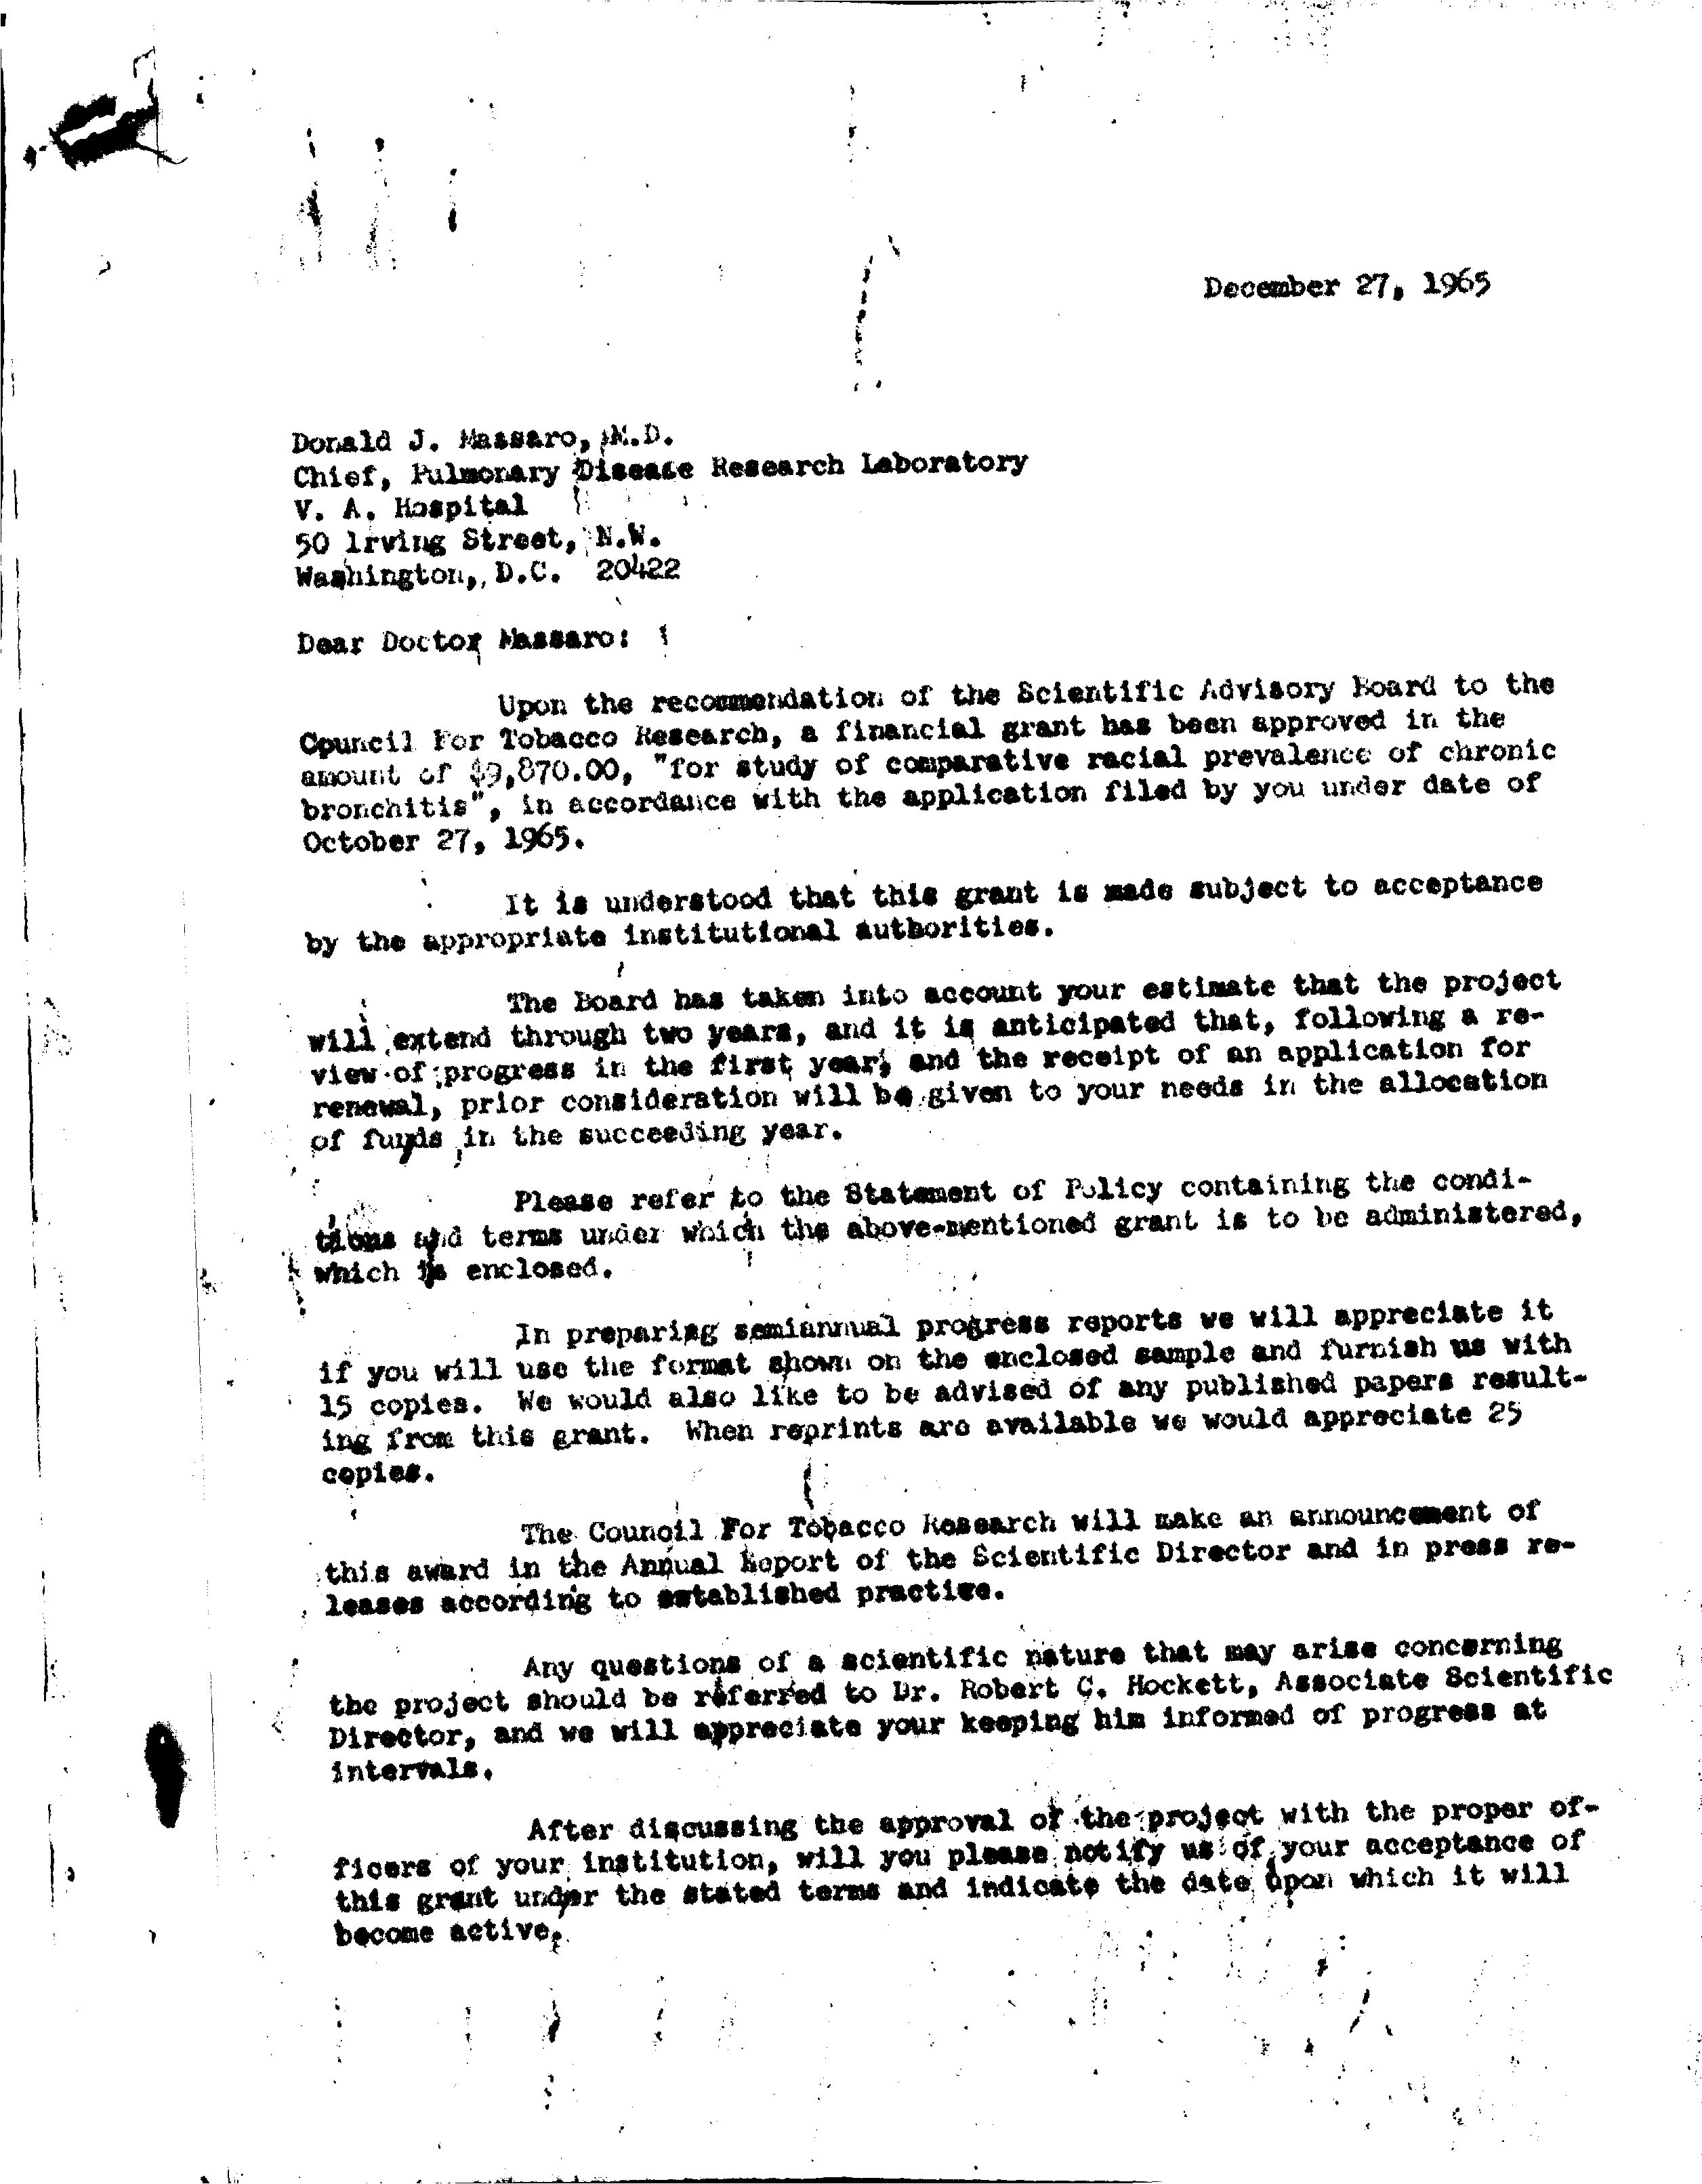 December 27, 1965
Donald J. Massaro, M.D.
Chief, Pulmonary Disease Research Laboratory
V. A. Hospital
50 Irving Street, N.W.
Washington, D.C. 20422
Dear Doctor Massaro:
Upon the recommendation of the Scientific Advisory Board to the
Council For Tobacco Research, a financial grant has been approved in the
amount of $9,870.00, "for study of comparative racial prevalence of chronic
bronchitis", in accordance with the application filed by you under date of
October 27, 1965.
It is understood that this grant is made subject to acceptance
by the appropriate institutional authorities.
The Board has taken into account your estimate that the project
will extend through two years, and it is anticipated that, following a re-
view of progress in the first year, and the receipt of an application for
renewal, prior consideration will be given to your needs in the allocation
of funds in the succeeding year.
Please refer to the Statement of Policy containing the condi-
tions and terms under which the above-mentioned grant is to be administered,
which is enclosed.
In preparing semiannual progress reports we will appreciate it
if you will use the format shown on the enclosed sample and furnish us with
15 copies. We would also like to be advised of any published papers result-
ing from this grant. When reprints are available we would appreciate 25
copies.
The Council For Tobacco Research will make an announcement of
this award in the Annual Report of the Scientific Director and in press re-
leases according to established practice.
Any questions of a scientific nature that may arise concerning
the project should be referred to Dr. Robert C. Hockett, Associate Scientific
Director, and we will appreciate your keeping him informed of progress at
intervals.
After discussing the approval of the project with the proper of-
ficers of your institution, will you please notify us of your acceptance of
this grant under the stated terms and indicate the date upon which it will
become active.